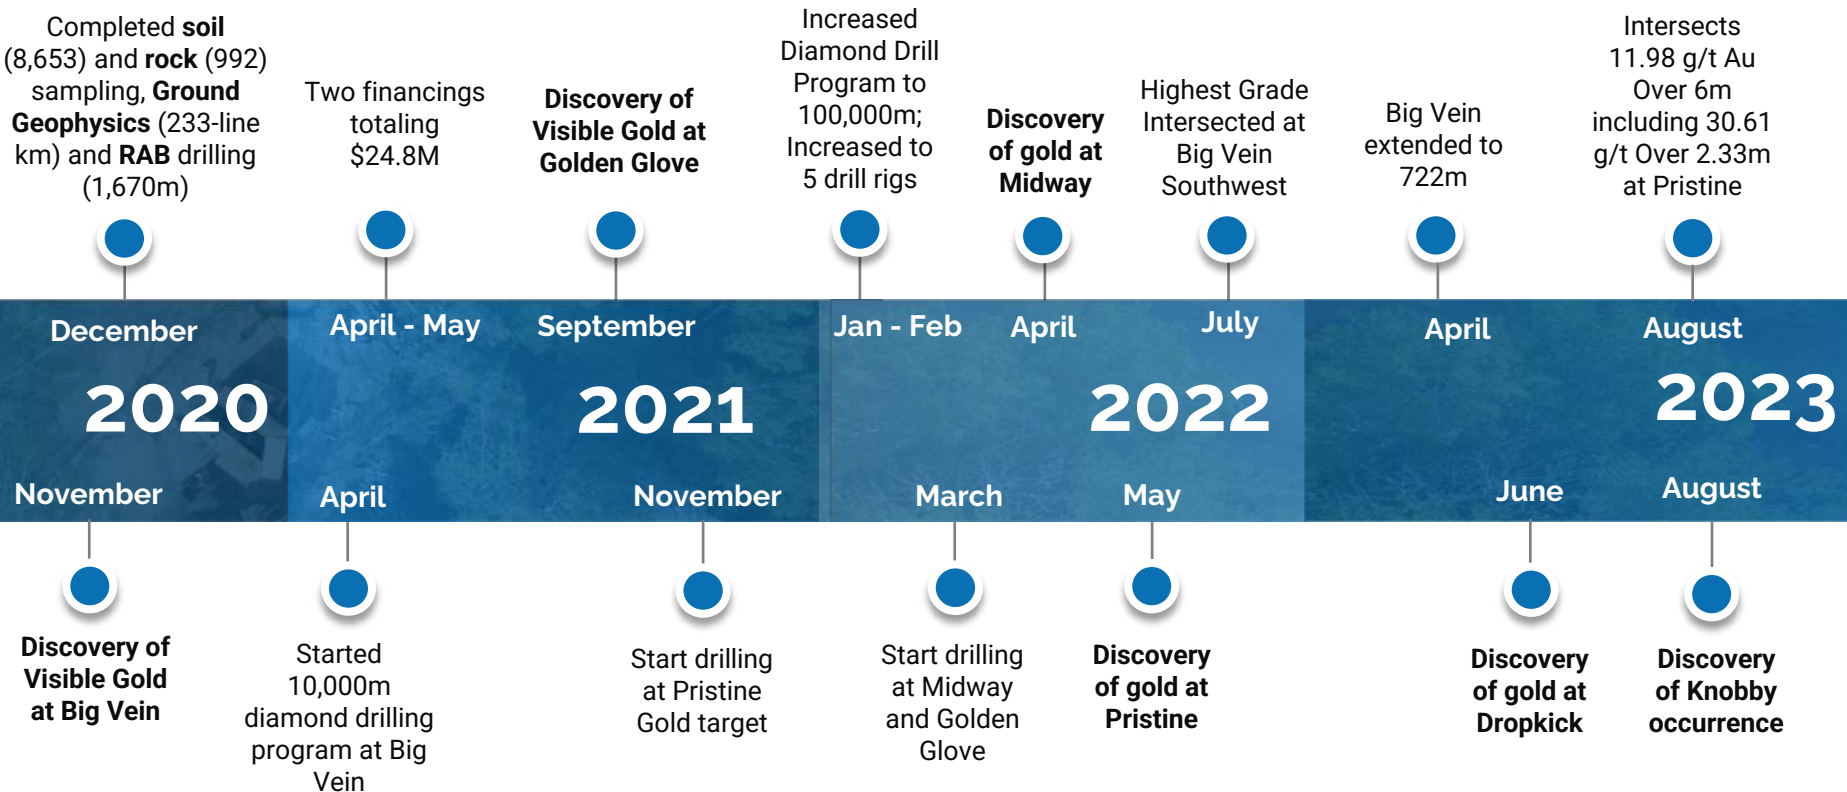 Completed soil
(8,653) and rock (992)
sampling, Ground
Geophysics (233-line
km) and RAB drilling
(1,670m)
Two financings
totaling
$24.8M
Discovery of
Visible Gold at
Golden Glove
Increased
Diamond Drill
Program to
100,000m;
Increased to
5 drill rigs
Discovery
of gold at
Midway
Highest Grade
Intersected at
Big Vein
Southwest
Big Vein
extended to
722m
Intersects
11.98 g/t Au
Over 6m
including 30.61
g/t Over 2.33m
at Pristine
December
April - May
September
Jan - Feb
April
July
April
August
2020
2021
2022
2023
November
April
November
March
May
June
August
Discovery of
Visible Gold
at Big Vein
Started
10,000m
diamond drilling
program at Big
Vein
Start drilling
at Pristine
Gold target
Start drilling
at Midway
and Golden
Glove
Discovery
of gold at
Pristine
Discovery
of gold at
Dropkick
Discovery
of Knobby
occurrence